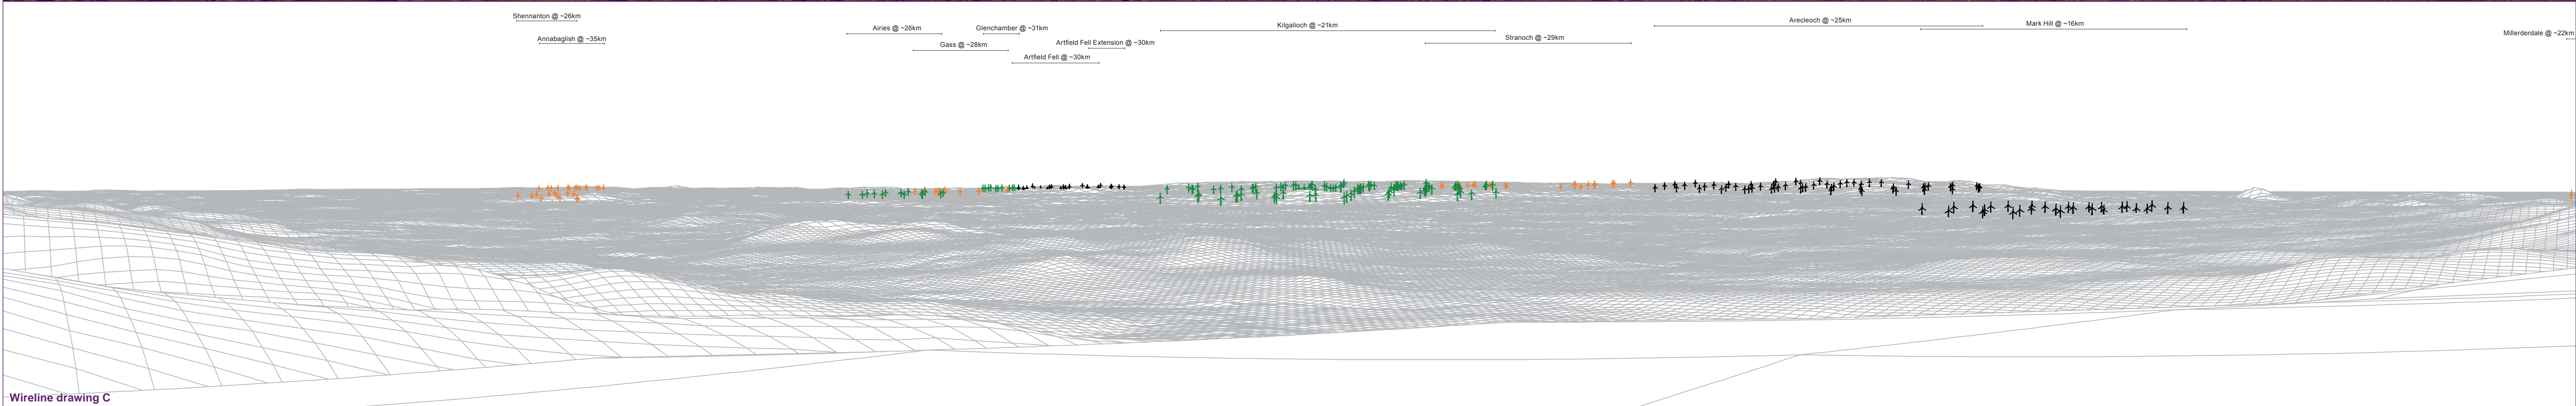 Shennanton @ ~26km
Annabaglish @ ~35km
Airies @ ~26km
Glenchamber @ ~31km
Gass @ ~28km
Artfield Fell Extension @ ~30km
Artfield Fell @ ~30km
Kilgalioch @ ~21km
Stranoch @ ~29km
Arecleoch @ ~25km
Mark Hill @ ~16km
Millerderdale @ ~22km
Wireline drawing C